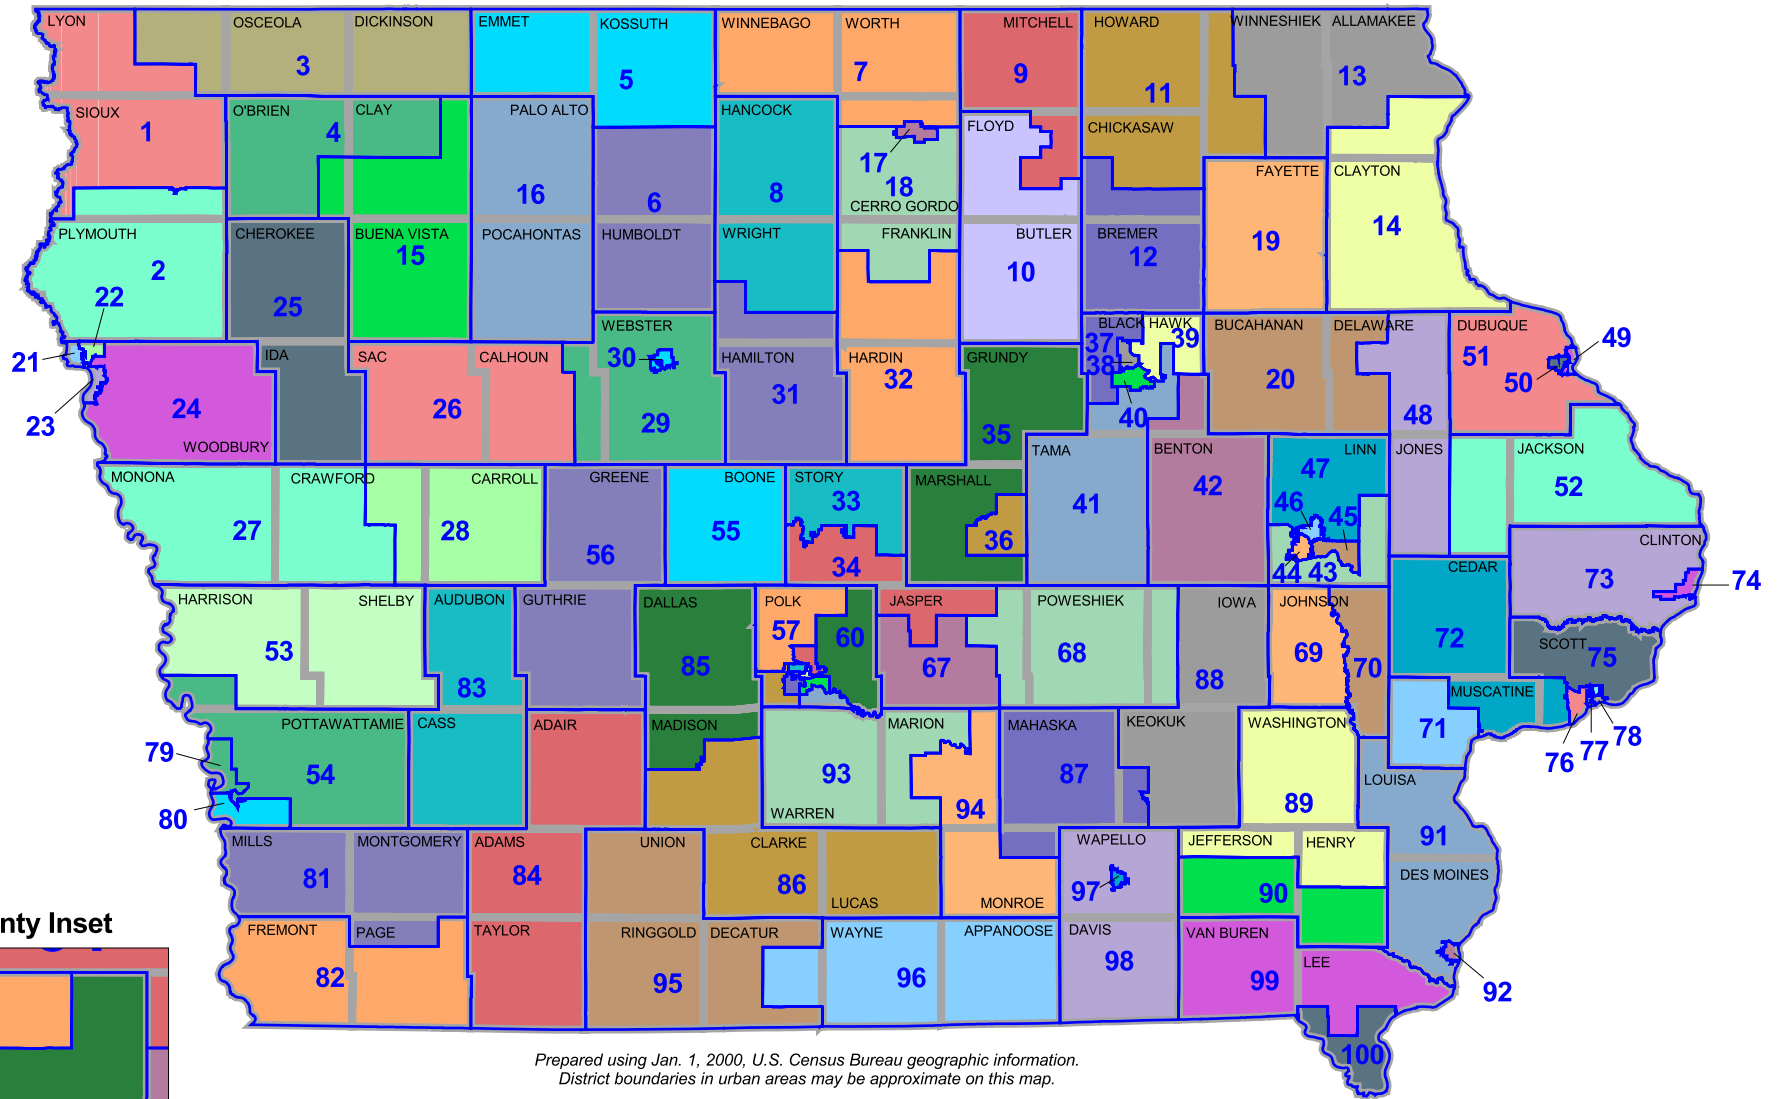 LYON
OSCEOLA
DICKINSON
EMMET
KOSSUTH
WINNEBAGO
WORTH
MITCHELL
HOWARD
WINNESHIEK
ALLAMAKEE
3
5
7
9
11
13
SIOUX
O'BRIEN
CLAY
PALO ALTO
HANCOCK
FLOYD
CHICKASAW
1
4
16
6
8
17
18
CERRO GORDO
FAYETTE
CLAYTON
19
14
PLYMOUTH
CHEROKEE
BUENA VISTA
POCAHONTAS
HUMBOLDT
WRIGHT
FRANKLIN
BUTLER
BREMER
2
22
25
15
10
12
21
23
24
WOODBURY
IDA
SAC
CALHOUN
26
WEBSTER
30
29
HAMILTON
31
HARDIN
32
GRUNDY
35
BLACK HAWK
37
38
39
40
BUCHANAN
20
DELAWARE
48
DUBUQUE
51
49
50
MONONA
CRAWFORD
CARROLL
GREENE
BOONE
STORY
MARSHALL
TAMA
BENTON
LINN
JONES
JACKSON
27
28
56
55
33
34
36
41
42
47
46
45
44
43
52
CLINTON
73
74
HARRISON
SHELBY
AUDUBON
GUTHRIE
DALLAS
POLK
JASPER
POWESHIEK
IOWA
JOHNSON
CEDAR
SCOTT
53
83
85
57
60
67
68
88
69
70
72
75
MUSCATINE
71
76
77
78
POTTAWATTAMIE
CASS
ADAIR
MADISON
WARREN
MARION
MAHASKA
KEOKUK
WASHINGTON
LOUISA
79
54
80
93
94
87
89
91
MILLS
MONTGOMERY
ADAMS
UNION
CLARKE
LUCAS
MONROE
WAPELLO
JEFFERSON
HENRY
DES MOINES
81
84
86
97
90
92
nty Inset
FREMONT
PAGE
TAYLOR
RINGGOLD
DECATUR
WAYNE
APPANOOSE
DAVIS
VAN BUREN
LEE
82
95
96
98
99
100
Prepared using Jan. 1, 2000, U.S. Census Bureau geographic information.
District boundaries in urban areas may be approximate on this map.